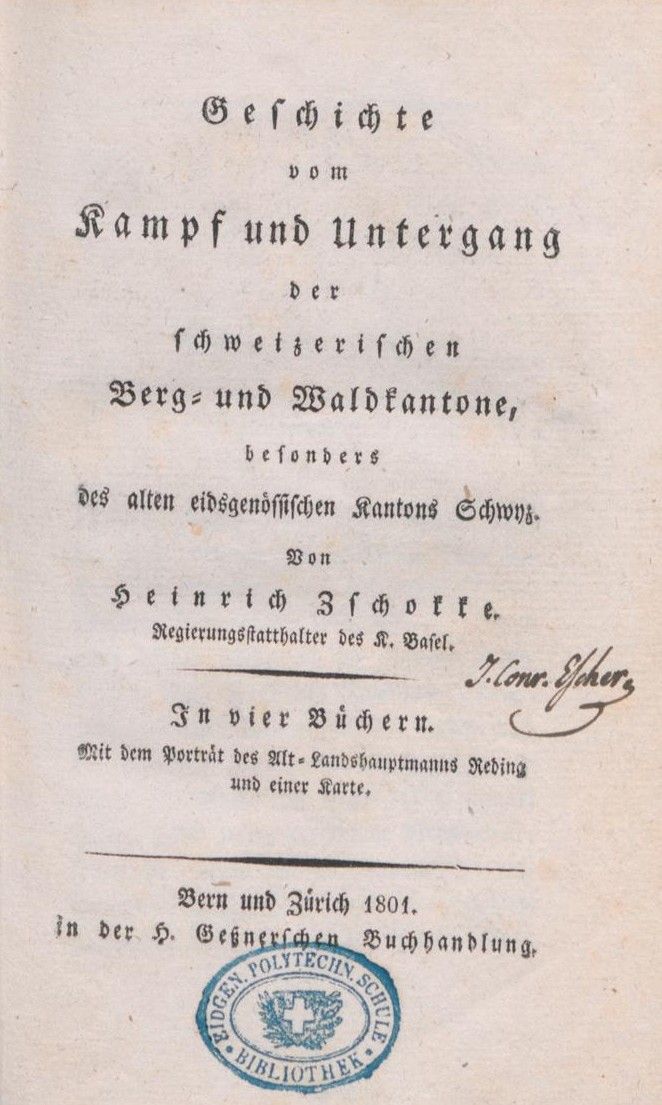 Geschichte
vom
Kampf und Untergang
der
schweizerischen
Berg- und Waldkantone,
besonders
des alten eidsgenössischen Kantons Schwyz.
Von
Heinrich Zschokke.
Regierungsstatthalter des K. Basel.
J. Conr. Escher
In vier Büchern.
Mit dem Porträt des Alt-Landshauptmanns Reding
und einer Karte.
Bern und Zürich 1801.
in der H. Geßnerschen Buchhandlung.
EIDGEN. POLYTECHN. SCHULE
• BIBLIOTHEK •